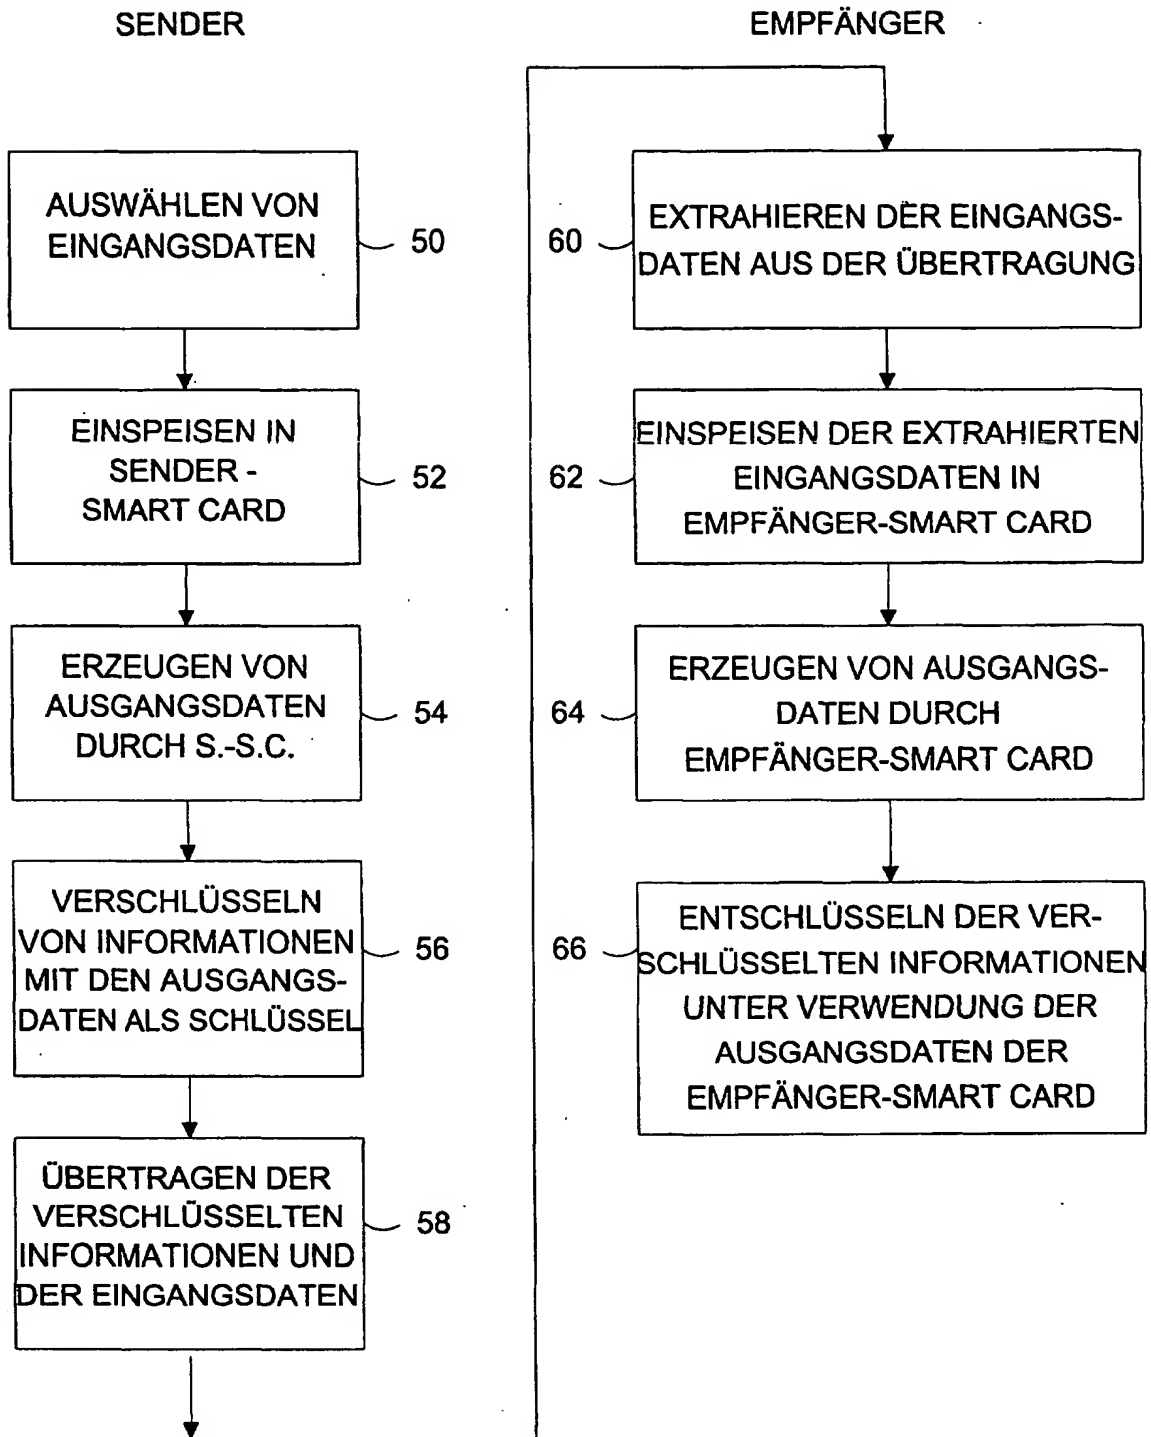 SENDER
AUSWÄHLEN VON
EINGANGSDATEN
50
EINSPEISEN IN
SENDER -
SMART CARD
52
ERZEUGEN VON
AUSGANGSDATEN
DURCH S.-S.C.
54
VERSCHLÜSSELN
VON INFORMATIONEN
MIT DEN AUSGANGS-
DATEN ALS SCHLÜSSEL
56
ÜBERTRAGEN DER
VERSCHLÜSSELTEN
INFORMATIONEN UND
DER EINGANGSDATEN
58
EMPFÄNGER
EXTRAHIEREN DER EINGANGS-
DATEN AUS DER ÜBERTRAGUNG
60
EINSPEISEN DER EXTRAHIERTEN
EINGANGSDATEN IN
EMPFÄNGER-SMART CARD
62
ERZEUGEN VON AUSGANGS-
DATEN DURCH
EMPFÄNGER-SMART CARD
64
ENTSCHLÜSSELN DER VER-
SCHLÜSSELTEN INFORMATIONEN
UNTER VERWENDUNG DER
AUSGANGSDATEN DER
EMPFÄNGER-SMART CARD
66